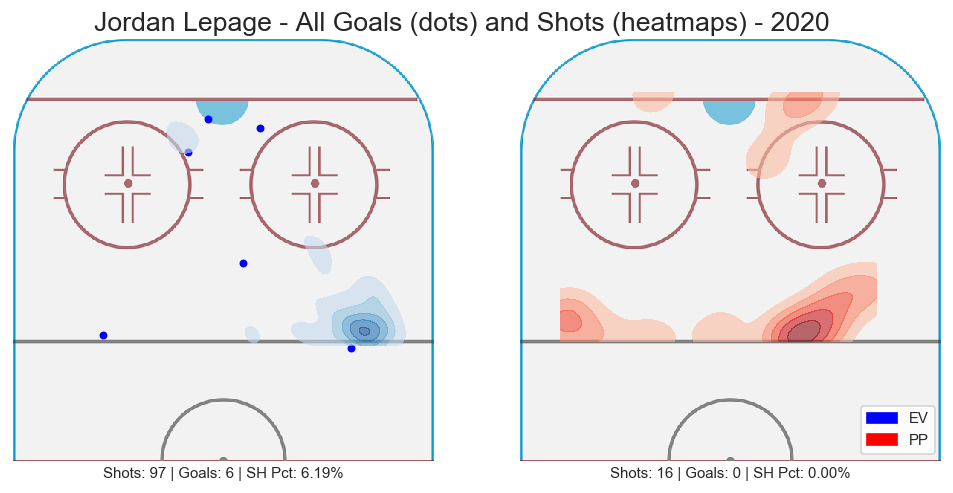 Jordan Lepage - All Goals (dots) and Shots (heatmaps) - 2020
EV
PP
Shots: 97 | Goals: 6 | SH Pct: 6.19%
Shots: 16 | Goals: 0 | SH Pct: 0.00%